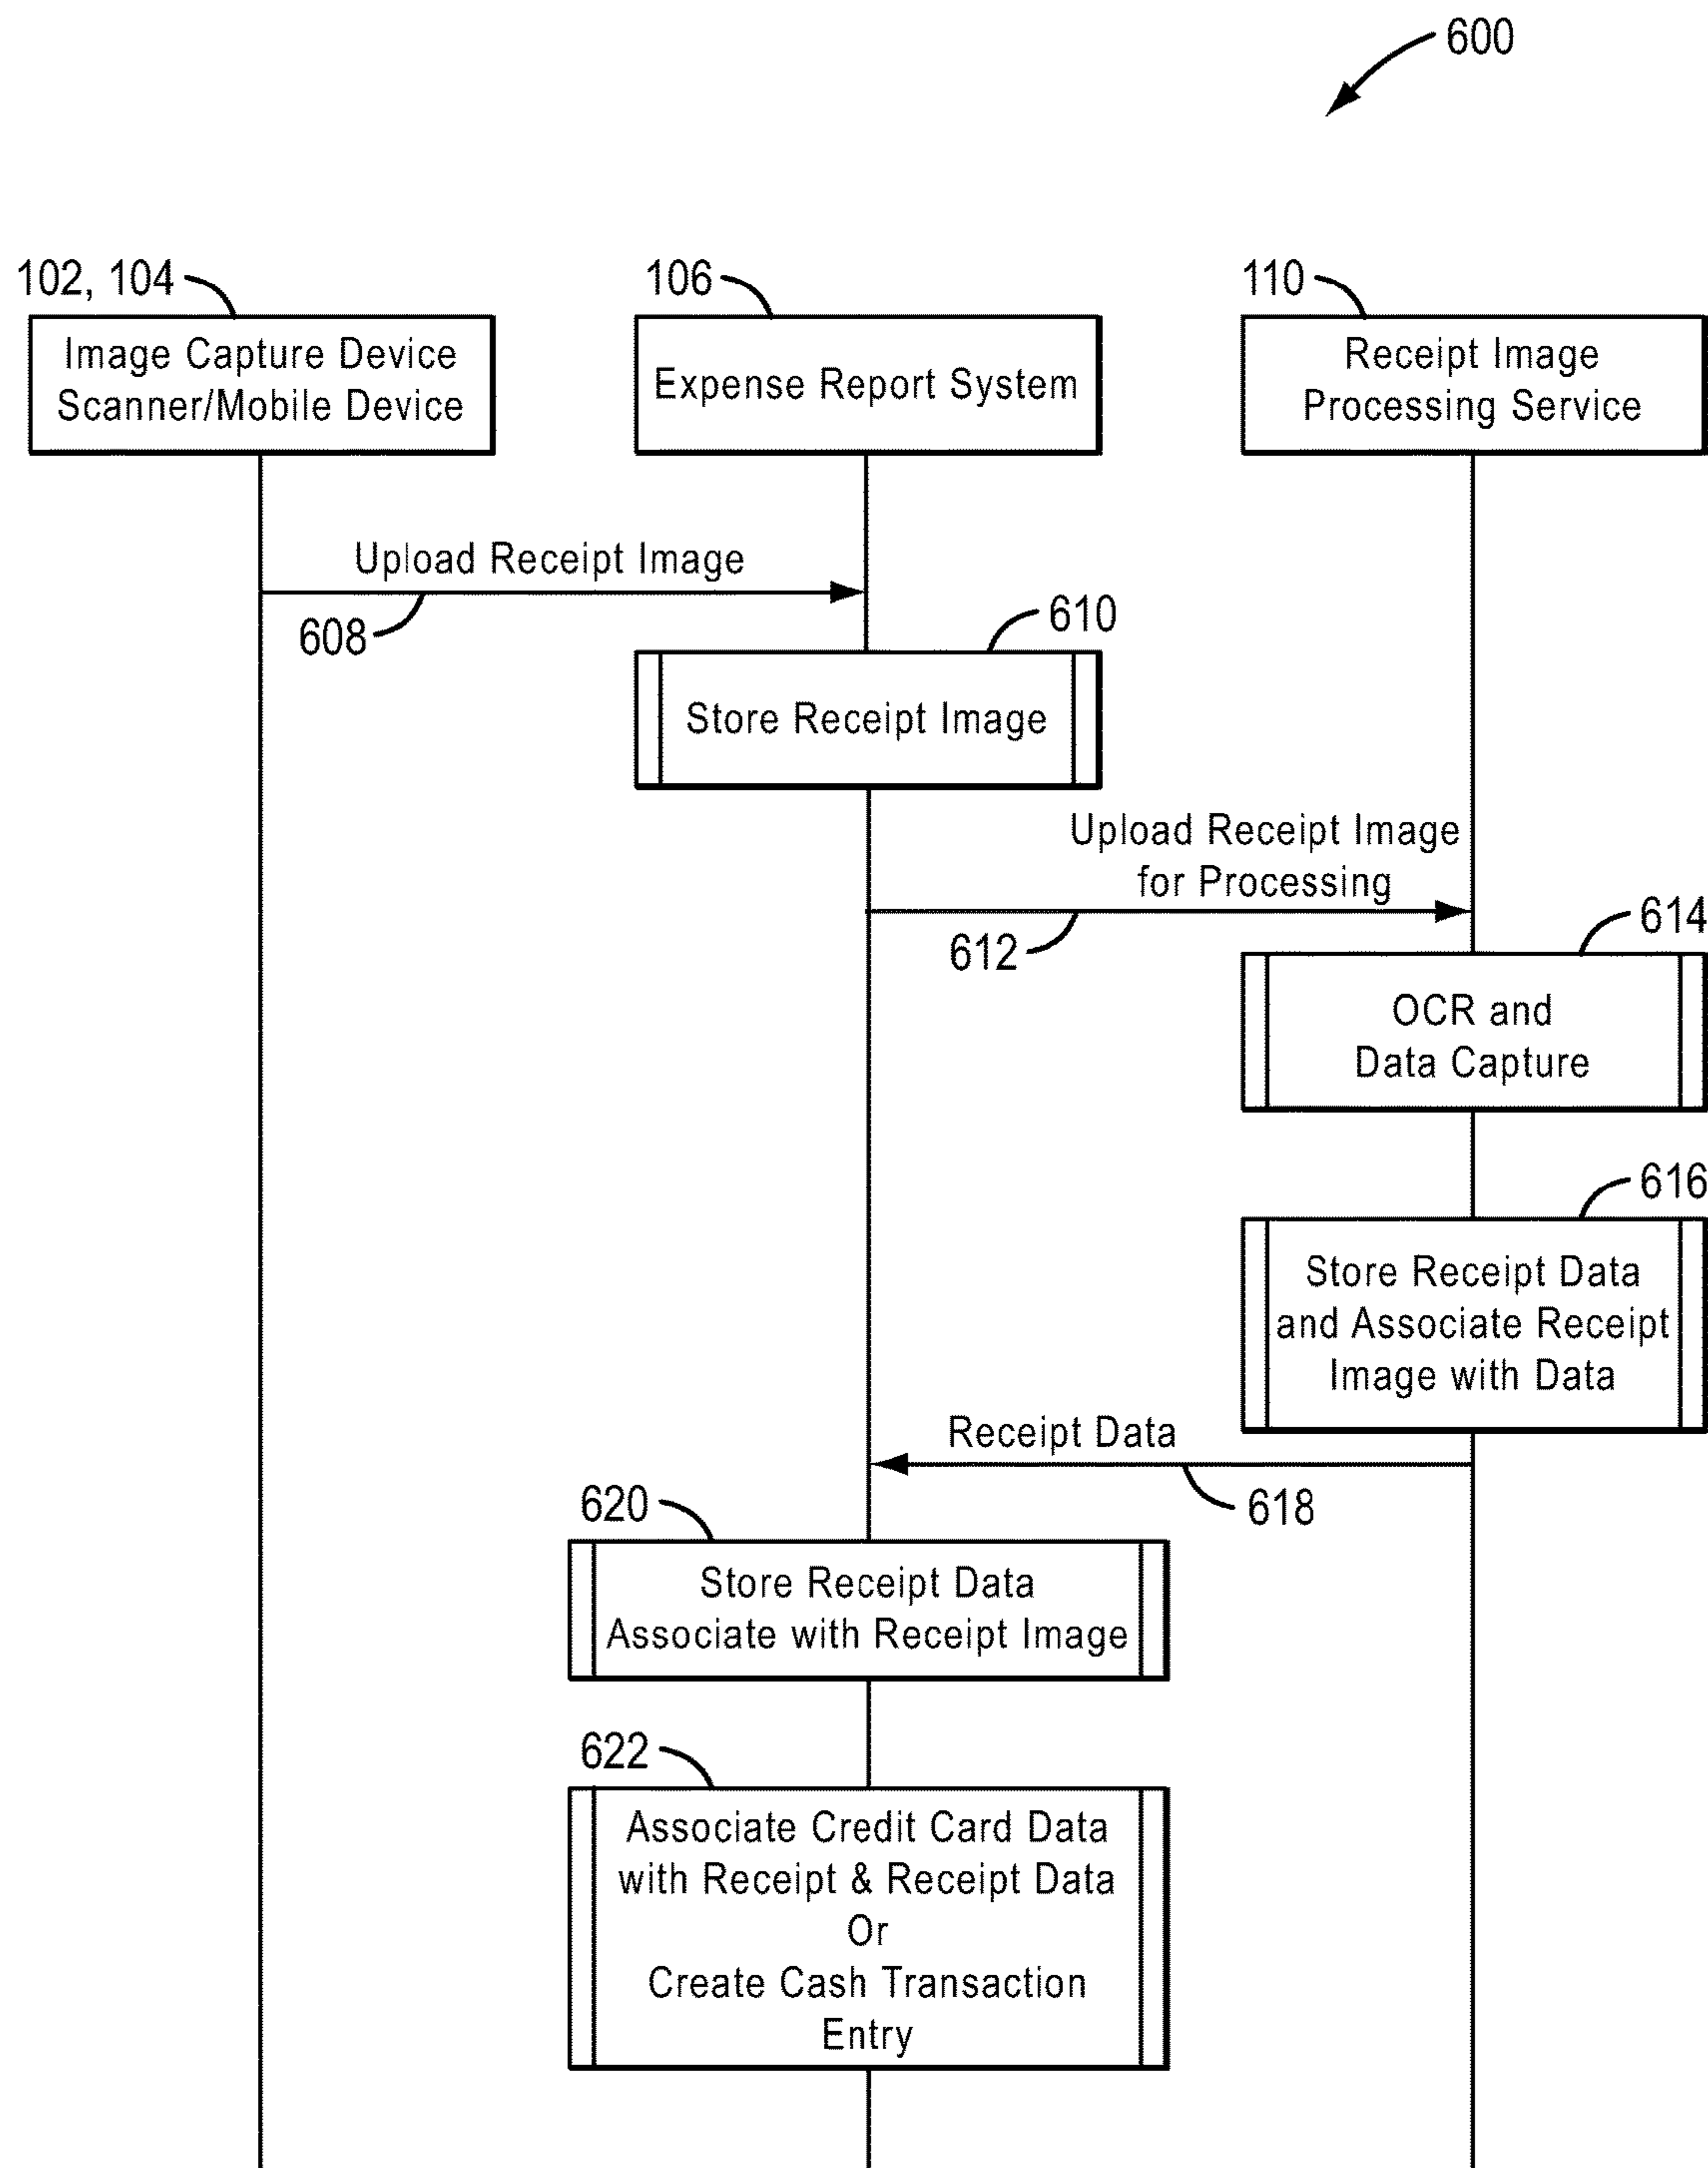 600
102, 104
106
110
Image Capture Device
Scanner/Mobile Device
Expense Report System
Receipt Image
Processing Service
Upload Receipt Image
608
610
Store Receipt Image
Upload Receipt Image
for Processing
612
614
OCR and
Data Capture
616
Store Receipt Data
and Associate Receipt
Image with Data
Receipt Data
618
620
Store Receipt Data
Associate with Receipt Image
622
Associate Credit Card Data
with Receipt & Receipt Data
Or
Create Cash Transaction
Entry